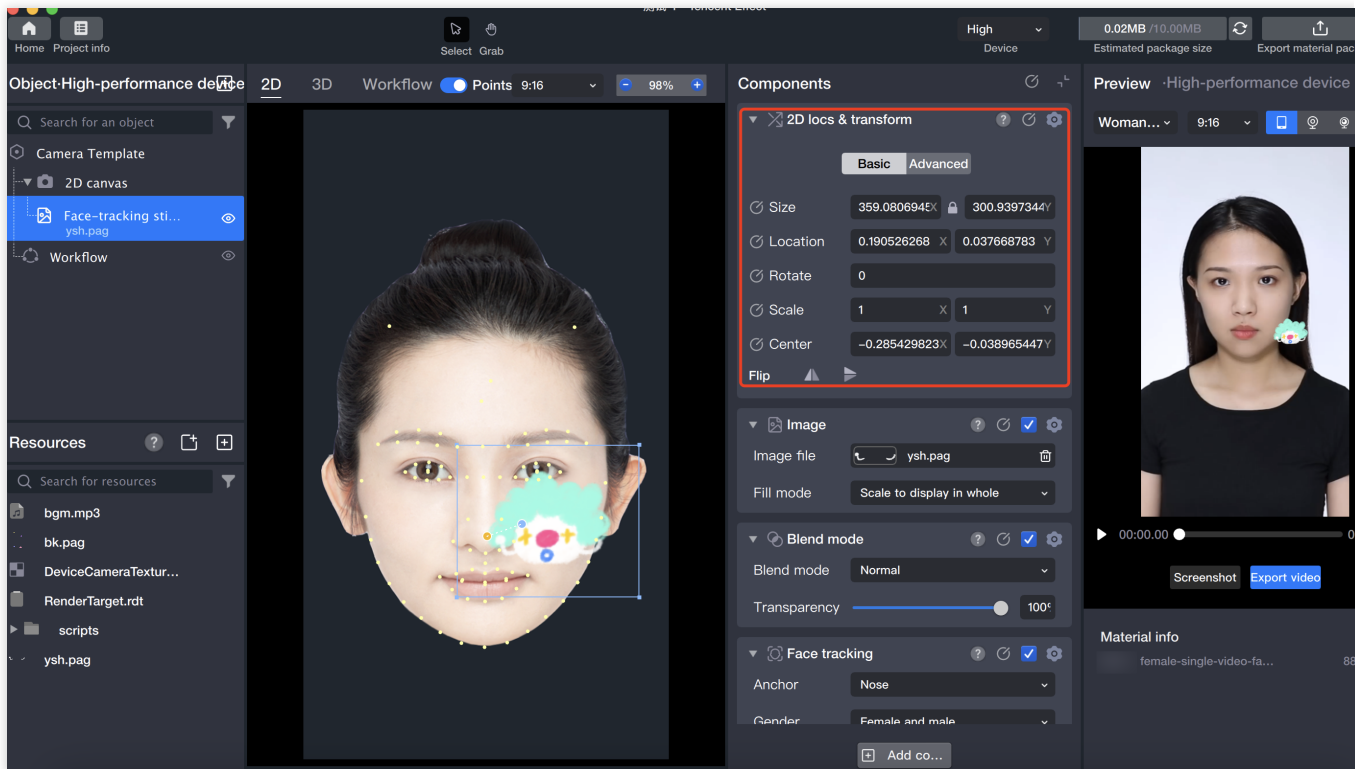 Home Project info
Select Grab
High
Device
0.02MB /10.00MB
Estimated package size
Export material pac
Object·High-performance device
2D 3D Workflow Points 9:16 98%
Components
Preview ·High-performance device
Search for an object
Camera Template
2D canvas
Face-tracking sti...
ysh.pag
Workflow
2D locs & transform
Basic Advanced
Size 359.0806945X 300.9397344Y
Location 0.190526268 X 0.037668783 Y
Rotate 0
Scale 1 X 1 Y
Center -0.285429823X -0.038965447Y
Flip
Woman... 9:16
Resources
Search for resources
bgm.mp3
bk.pag
DeviceCameraTextur...
RenderTarget.rdt
scripts
ysh.pag
Image
Image file ysh.pag
Fill mode Scale to display in whole
Blend mode
Blend mode Normal
Transparency 100
Face tracking
Anchor Nose
Gender Female and male
Add co...
00:00.00
Screenshot Export video
Material info
female-single-video-fa... 88